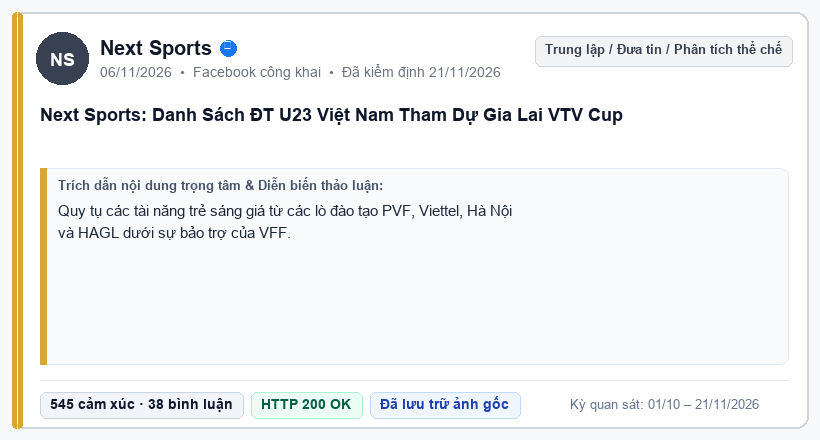 NS
Next Sports
06/11/2026 • Facebook công khai • Đã kiểm định 21/11/2026
Trung lập / Đưa tin / Phân tích thể chế
Next Sports: Danh Sách ĐT U23 Việt Nam Tham Dự Gia Lai VTV Cup
Trích dẫn nội dung trọng tâm & Diễn biến thảo luận:
Quy tụ các tài năng trẻ sáng giá từ các lò đào tạo PVF, Viettel, Hà Nội
và HAGL dưới sự bảo trợ của VFF.
545 cảm xúc · 38 bình luận
HTTP 200 OK
Đã lưu trữ ảnh gốc
Kỳ quan sát: 01/10 – 21/11/2026